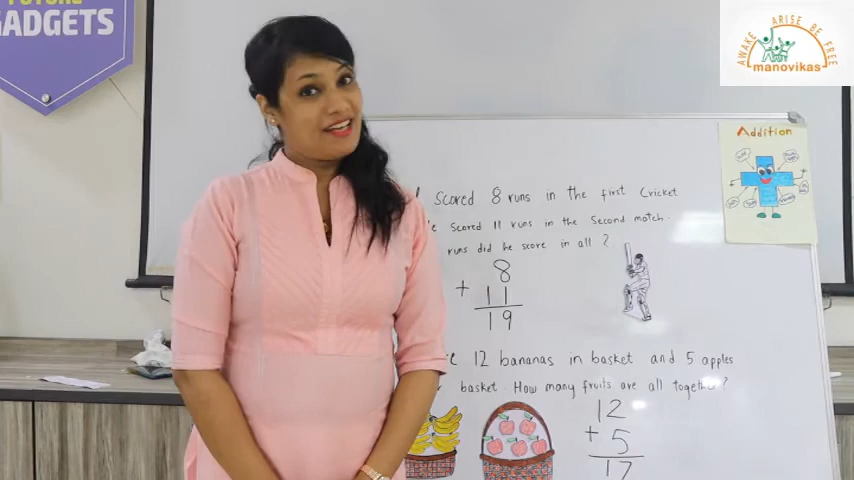 GADGETS
AWAKE ARISE BE FREE
manovikas
Addition
scored 8 runs in the first Cricket
scored 11 runs in the Second match.
runs did he score in all ?
8
+ 11
19
12 bananas in basket and 5 apples
basket. How many fruits are all together ?
12
+ 5
17